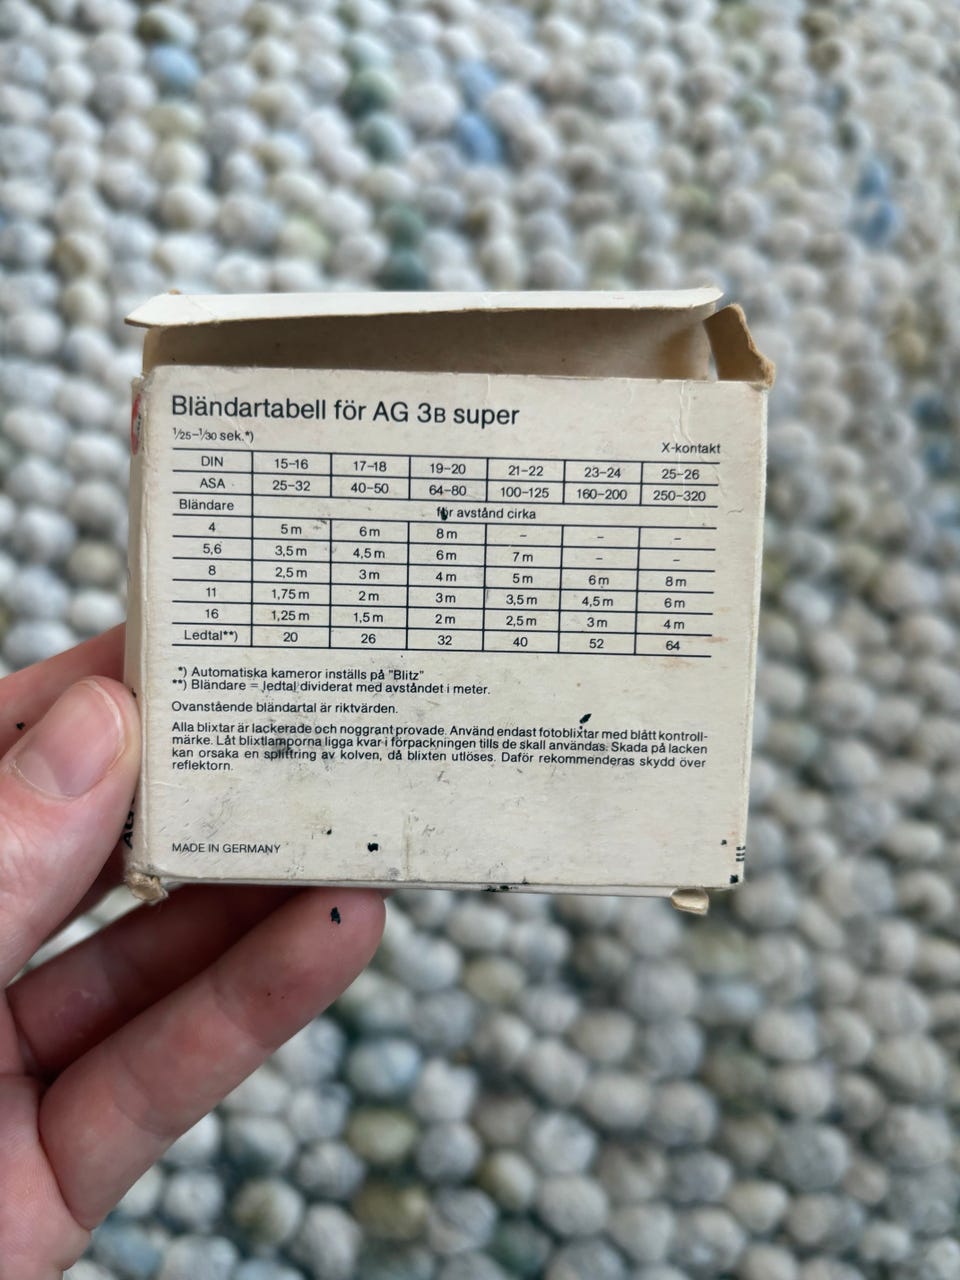 Bländartabell för AG 3B super
1/25–1/30 sek.*)
X-kontakt
DIN 15–16 17–18 19–20 21–22 23–24 25–26
ASA 25–32 40–50 64–80 100–125 160–200 250–320
Bländare för avstånd cirka
4 5 m 6 m 8 m – – –
5,6 3,5 m 4,5 m 6 m 7 m – –
8 2,5 m 3 m 4 m 5 m 6 m 8 m
11 1,75 m 2 m 3 m 3,5 m 4,5 m 6 m
16 1,25 m 1,5 m 2 m 2,5 m 3 m 4 m
Ledtal**) 20 26 32 40 52 64
*) Automatiska kameror inställs på "Blitz"
**) Bländare = ledtal dividerat med avståndet i meter.
Ovanstående bländartal är riktvärden.
Alla blixtar är lackerade och noggrant provade. Använd endast fotoblixtar med blått kontroll-
märke. Låt blixtlamporna ligga kvar i förpackningen tills de skall användas. Skada på lacken
kan orsaka en splittring av kolven, då blixten utlöses. Daför rekommenderas skydd över
reflektorn.
MADE IN GERMANY